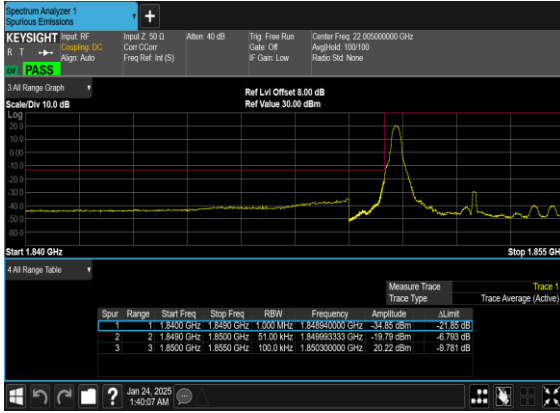 Spectrum Analyzer 1
Spurious Emissions
KEYSIGHT Input: RF Input Z: 50 Ω Atten: 40 dB Trig: Free Run Center Freq: 22.005000000 GHz
R T Coupling: DC Corr CCorr Gate: Off Avg|Hold: 100/100
Align: Auto Freq Ref: Int (S) IF Gain: Low Radio Std: None
PASS
3 All Range Graph
Ref Lvl Offset 8.00 dB
Scale/Div 10.0 dB Ref Value 30.00 dBm
Log
20.0
10.0
0.00
-10.0
-20.0
-30.0
-40.0
-50.0
-60.0
Start 1.840 GHz Stop 1.855 GH
4 All Range Table
Measure Trace Trace 1
Trace Type Trace Average (Active)
Spur Range Start Freq Stop Freq RBW Frequency Amplitude ΔLimit
1 1 1.8400 GHz 1.8490 GHz 1.000 MHz 1.848940000 GHz -34.85 dBm -21.85 dB
2 2 1.8490 GHz 1.8500 GHz 51.00 kHz 1.849993333 GHz -19.79 dBm -6.793 dB
3 3 1.8500 GHz 1.8550 GHz 100.0 kHz 1.850300000 GHz 20.22 dBm -9.781 dB
Jan 24, 2025
1:40:07 AM